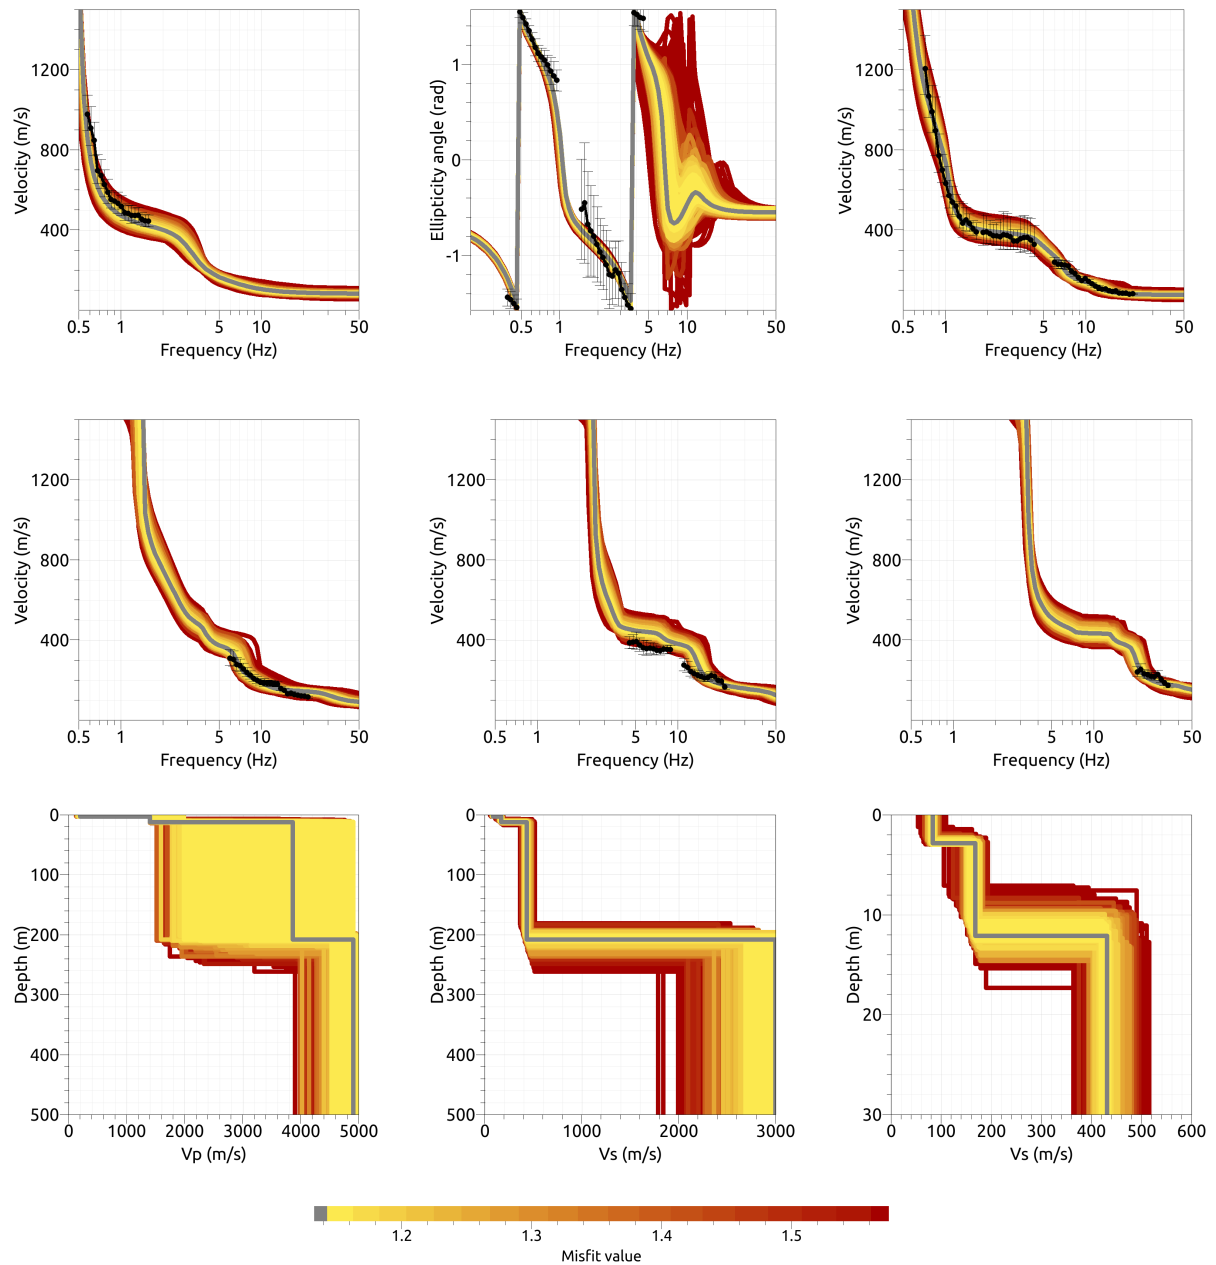 1200
800
400
Velocity (m/s)
0.5 1 5 10 50
Frequency (Hz)
1
0
-1
Ellipticity angle (rad)
0.5 1 5 10 50
Frequency (Hz)
1200
800
400
Velocity (m/s)
0.5 1 5 10 50
Frequency (Hz)
1200
800
400
Velocity (m/s)
0.5 1 5 10 50
Frequency (Hz)
1200
800
400
Velocity (m/s)
0.5 1 5 10 50
Frequency (Hz)
1200
800
400
Velocity (m/s)
0.5 1 5 10 50
Frequency (Hz)
0
100
200
300
400
500
Depth (m)
0 1000 2000 3000 4000 5000
Vp (m/s)
0
100
200
300
400
500
Depth (m)
0 1000 2000 3000
Vs (m/s)
0
10
20
30
Depth (m)
0 100 200 300 400 500 600
Vs (m/s)
1.2 1.3 1.4 1.5
Misfit value